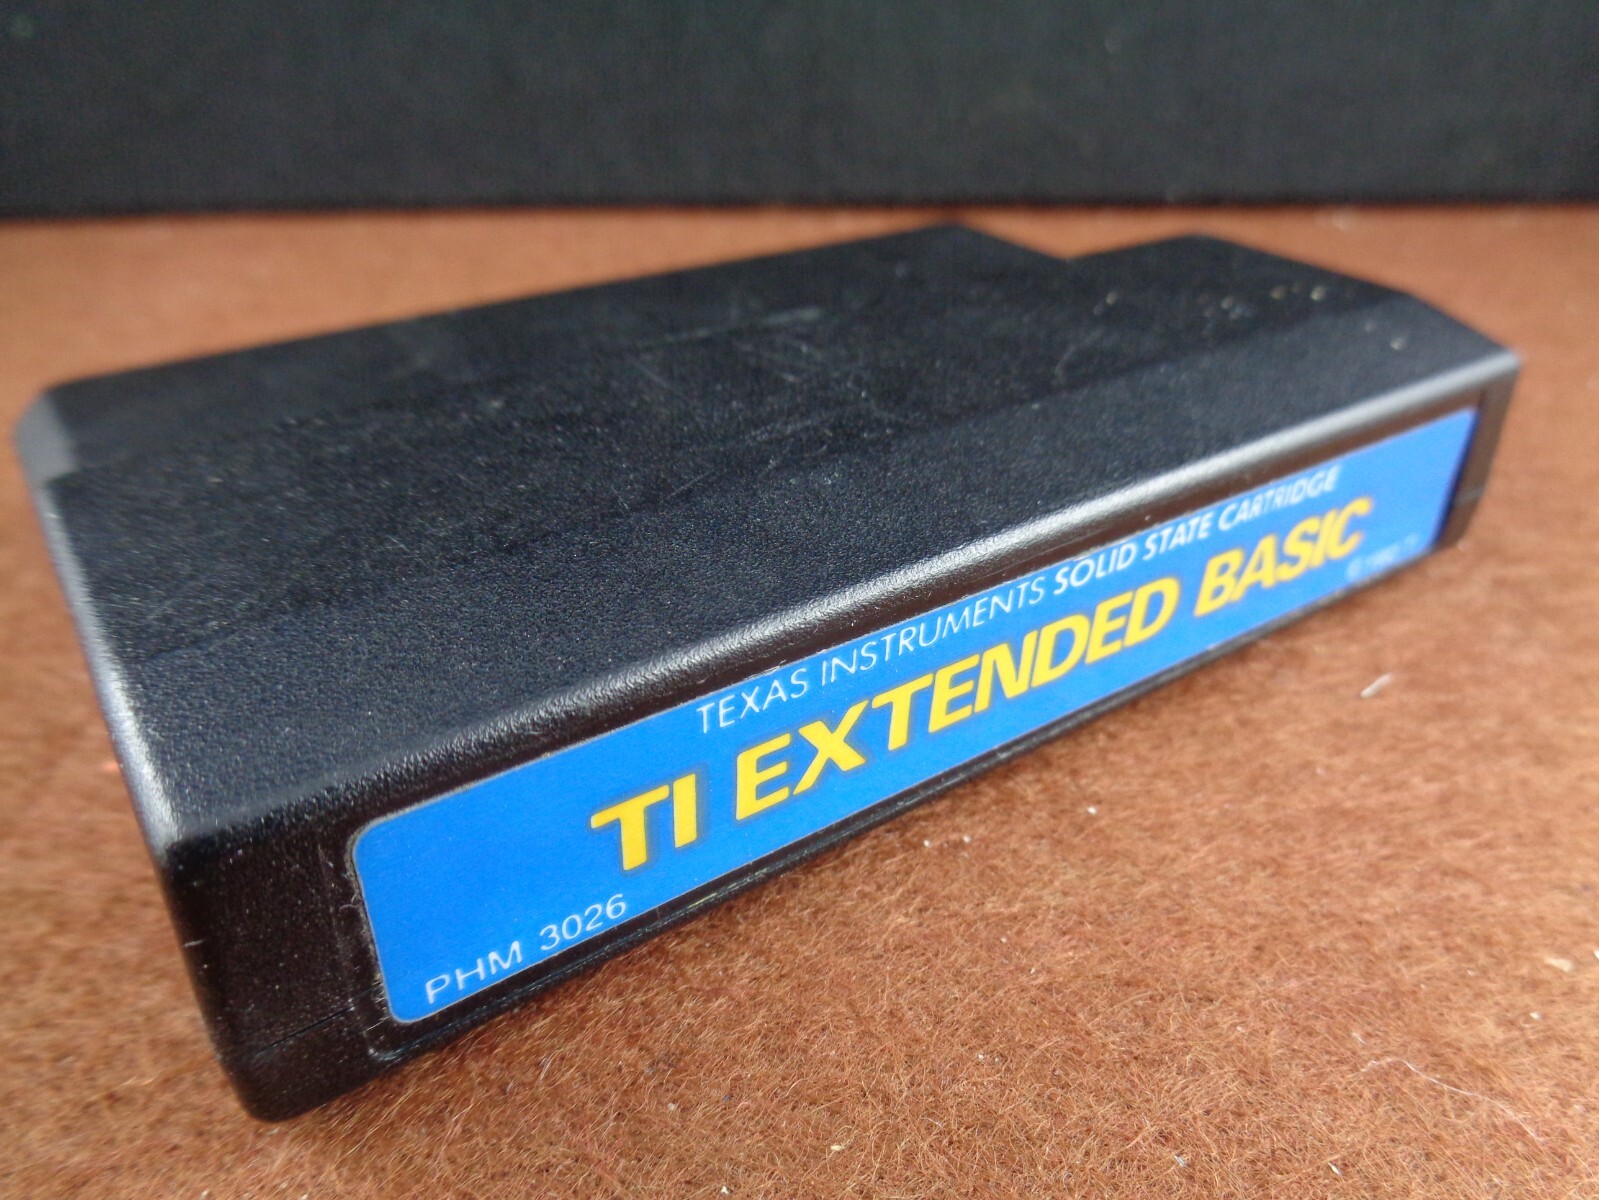 TEXAS INSTRUMENTS SOLID STATE CARTRIDGE
TI EXTENDED BASIC
PHM 3026